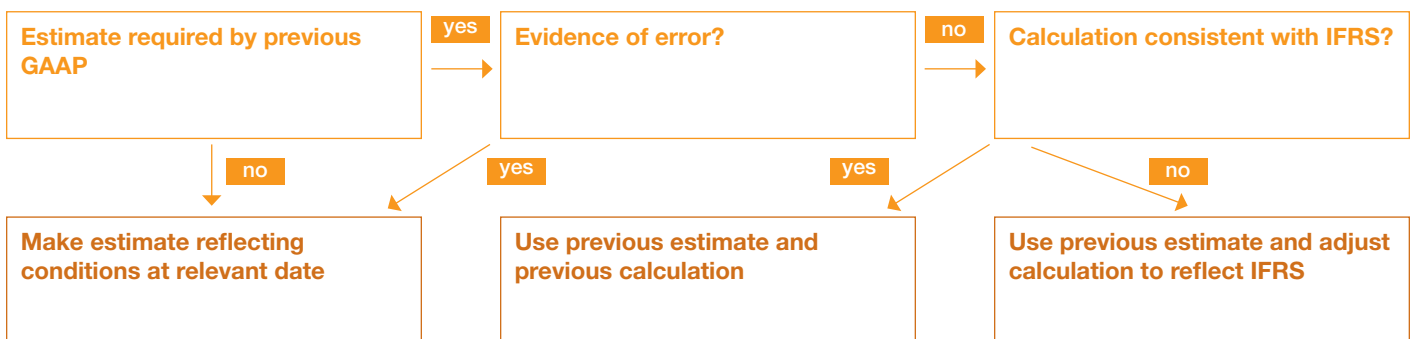 Estimate required by previous
GAAP
yes
Evidence of error?
no
Calculation consistent with IFRS?
no
yes
yes
no
Make estimate reflecting
conditions at relevant date
Use previous estimate and
previous calculation
Use previous estimate and adjust
calculation to reflect IFRS